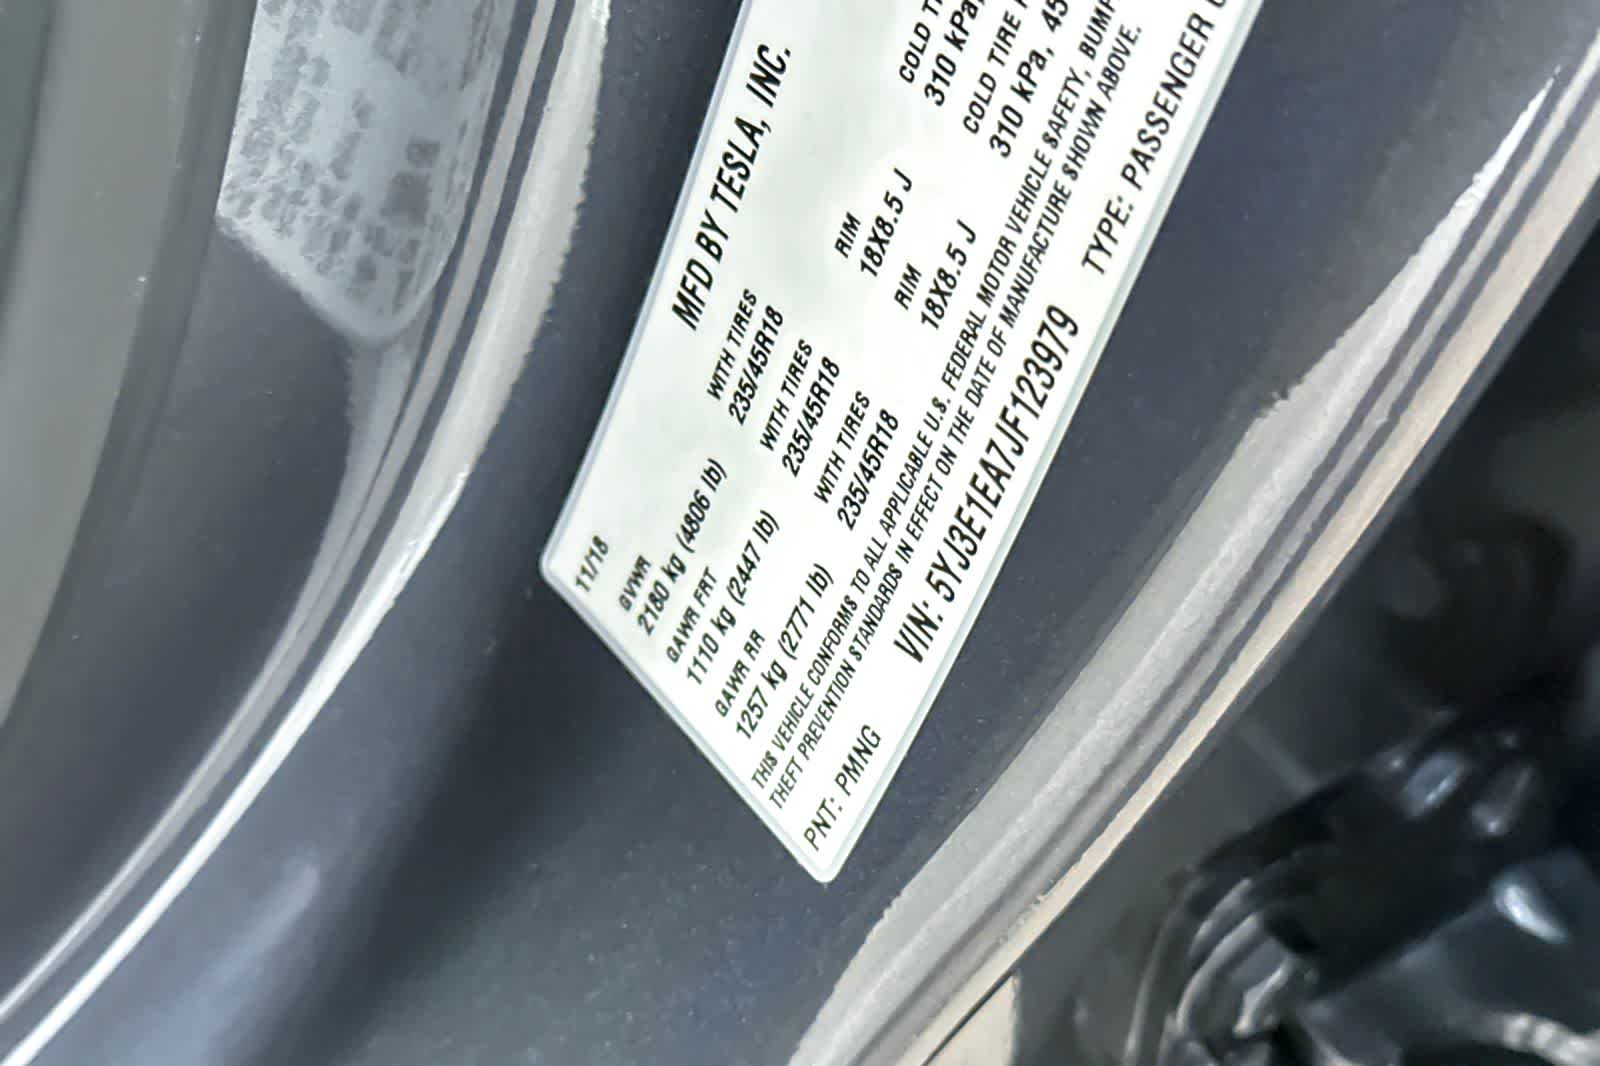 MFD BY TESLA, INC.
11/18
GVWR
2180 kg (4806 lb)
GAWR FRT WITH TIRES RIM COLD
1110 kg (2447 lb) 235/45R18 18X8.5 J 310 kPa,
GAWR RR WITH TIRES RIM COLD TIRE
1257 kg (2771 lb) 235/45R18 18X8.5 J 310 kPa, 45
WITH TIRES
235/45R18
THIS VEHICLE CONFORMS TO ALL APPLICABLE U.S. FEDERAL MOTOR VEHICLE SAFETY, BUMP
THEFT PREVENTION STANDARDS IN EFFECT ON THE DATE OF MANUFACTURE SHOWN ABOVE.
VIN: 5YJ3E1EA7JF123979 TYPE: PASSENGER
PNT: PMNG